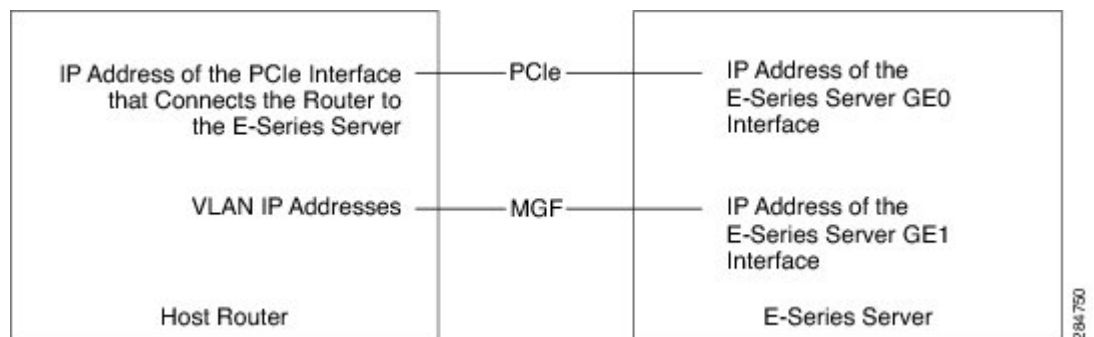 IP Address of the PCIe Interface
that Connects the Router to
the E-Series Server
PCIe
IP Address of the
E-Series Server GE0
Interface
VLAN IP Addresses
MGF
IP Address of the
E-Series Server GE1
Interface
Host Router
E-Series Server
284750